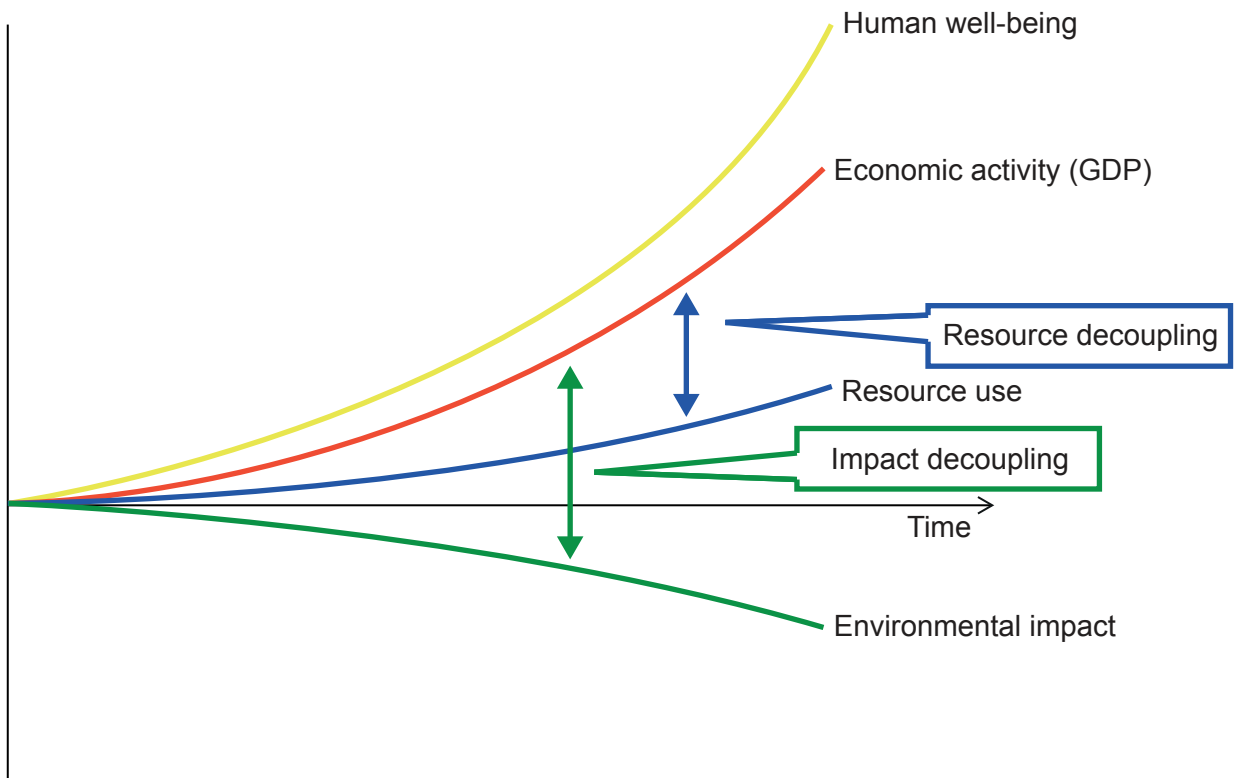 Human well-being
Economic activity (GDP)
Resource decoupling
Resource use
Impact decoupling
Time
Environmental impact